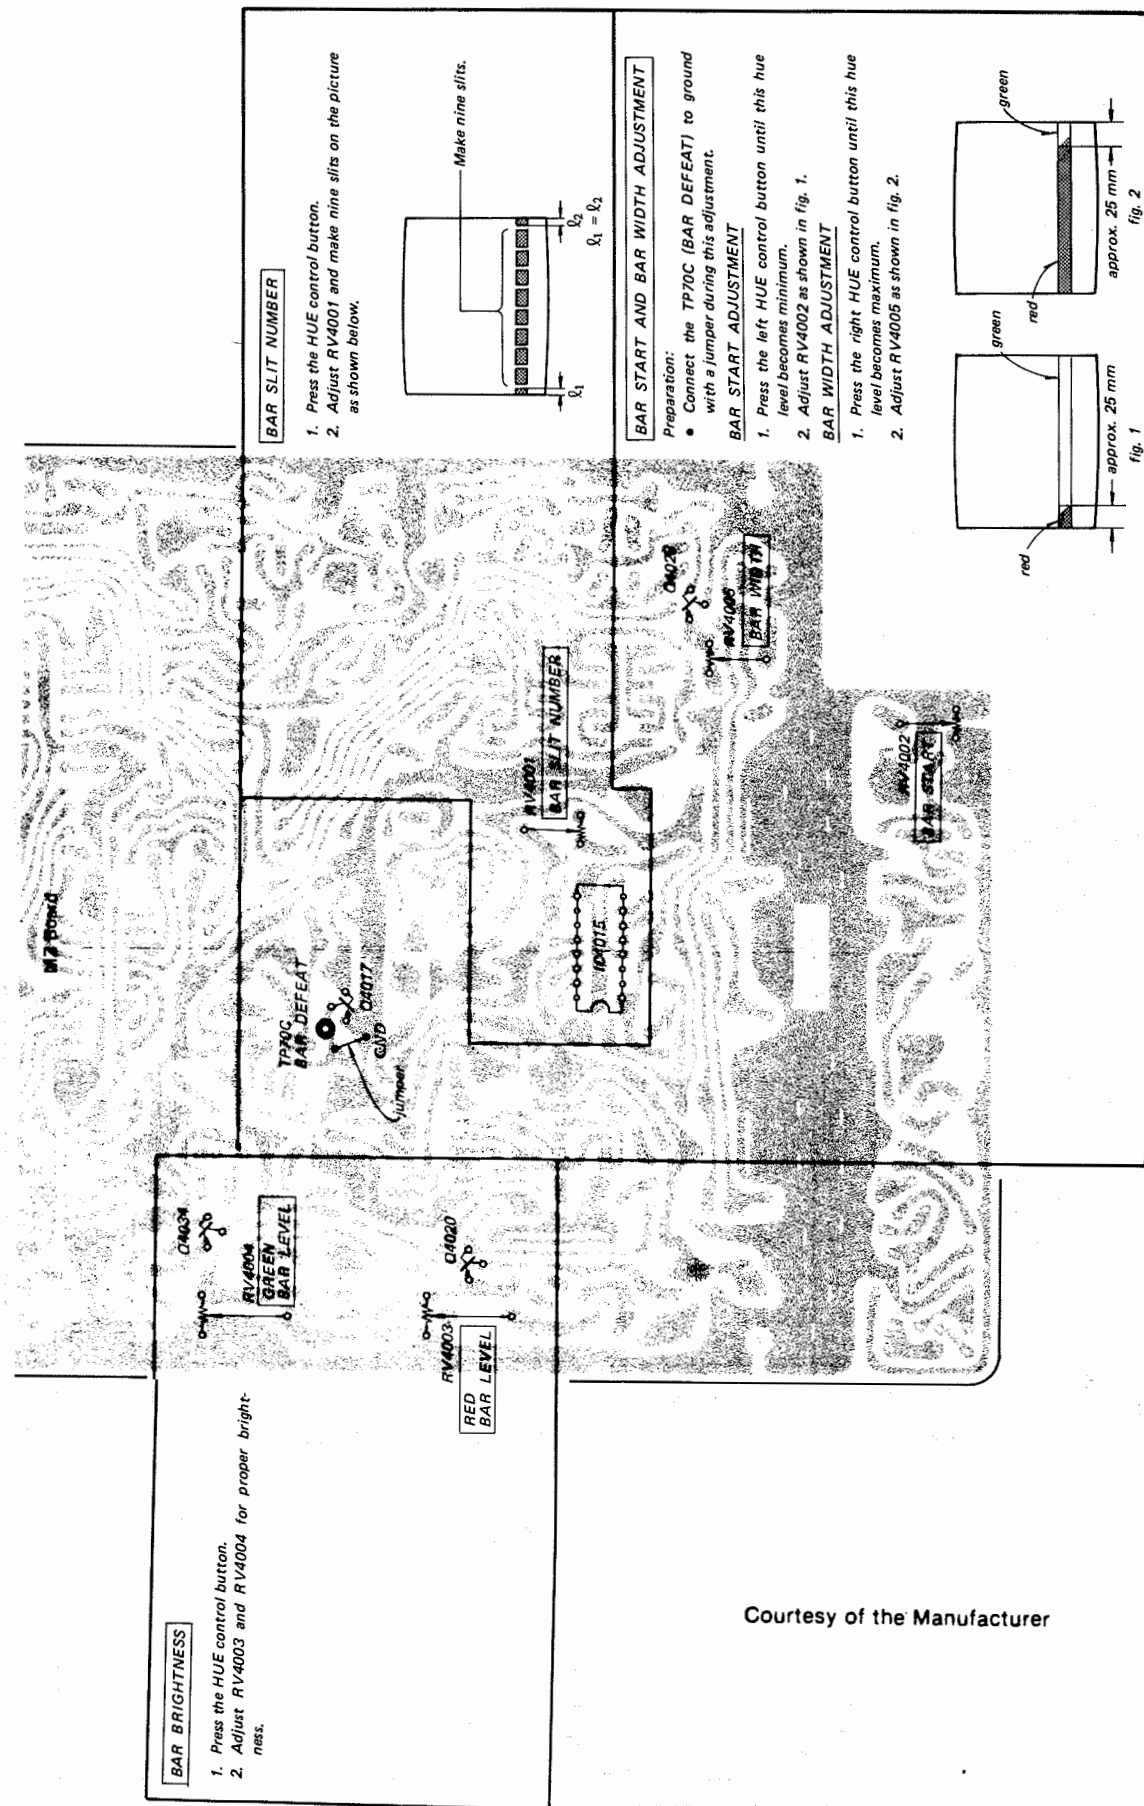 BAR BRIGHTNESS
1. Press the HUE control button.
2. Adjust RV4003 and RV4004 for proper bright-
ness.
RED
BAR LEVEL
RV4003
Q4020
Q4034
RV4004
GREEN
BAR LEVEL
M2 Board
TP70C
BAR DEFEAT
Q4017
GND
jumper
IC4015
RV4001
BAR SLIT NUMBER
Q4029
RV4005
BAR WIDTH
RV4002
BAR START
BAR SLIT NUMBER
1. Press the HUE control button.
2. Adjust RV4001 and make nine slits on the picture
as shown below.
Make nine slits.
ℓ1
ℓ2
ℓ1 = ℓ2
BAR START AND BAR WIDTH ADJUSTMENT
Preparation:
• Connect the TP70C (BAR DEFEAT) to ground
with a jumper during this adjustment.
BAR START ADJUSTMENT
1. Press the left HUE control button until this hue
level becomes minimum.
2. Adjust RV4002 as shown in fig. 1.
BAR WIDTH ADJUSTMENT
1. Press the right HUE control button until this hue
level becomes maximum.
2. Adjust RV4005 as shown in fig. 2.
red
green
approx. 25 mm
fig. 1
red
green
approx. 25 mm
fig. 2
Courtesy of the Manufacturer